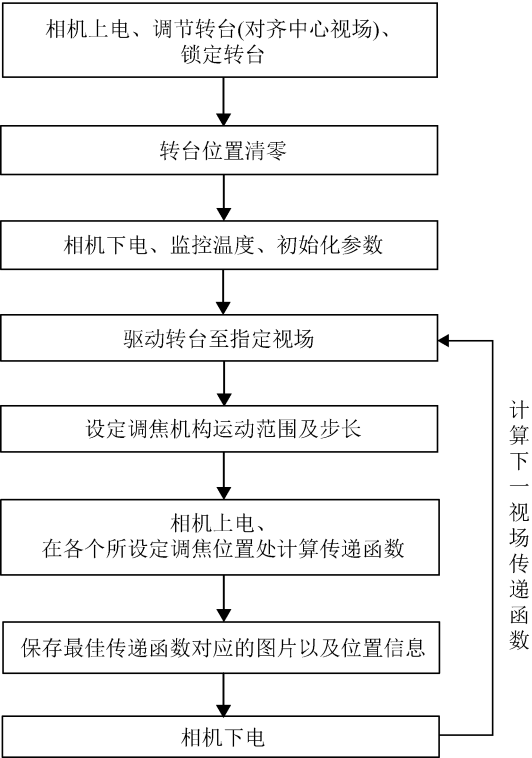 相机上电、调节转台(对齐中心视场)、
锁定转台
转台位置清零
相机下电、监控温度、初始化参数
驱动转台至指定视场
设定调焦机构运动范围及步长
相机上电、
在各个所设定调焦位置处计算传递函数
保存最佳传递函数对应的图片以及位置信息
相机下电
计算下一视场传递函数